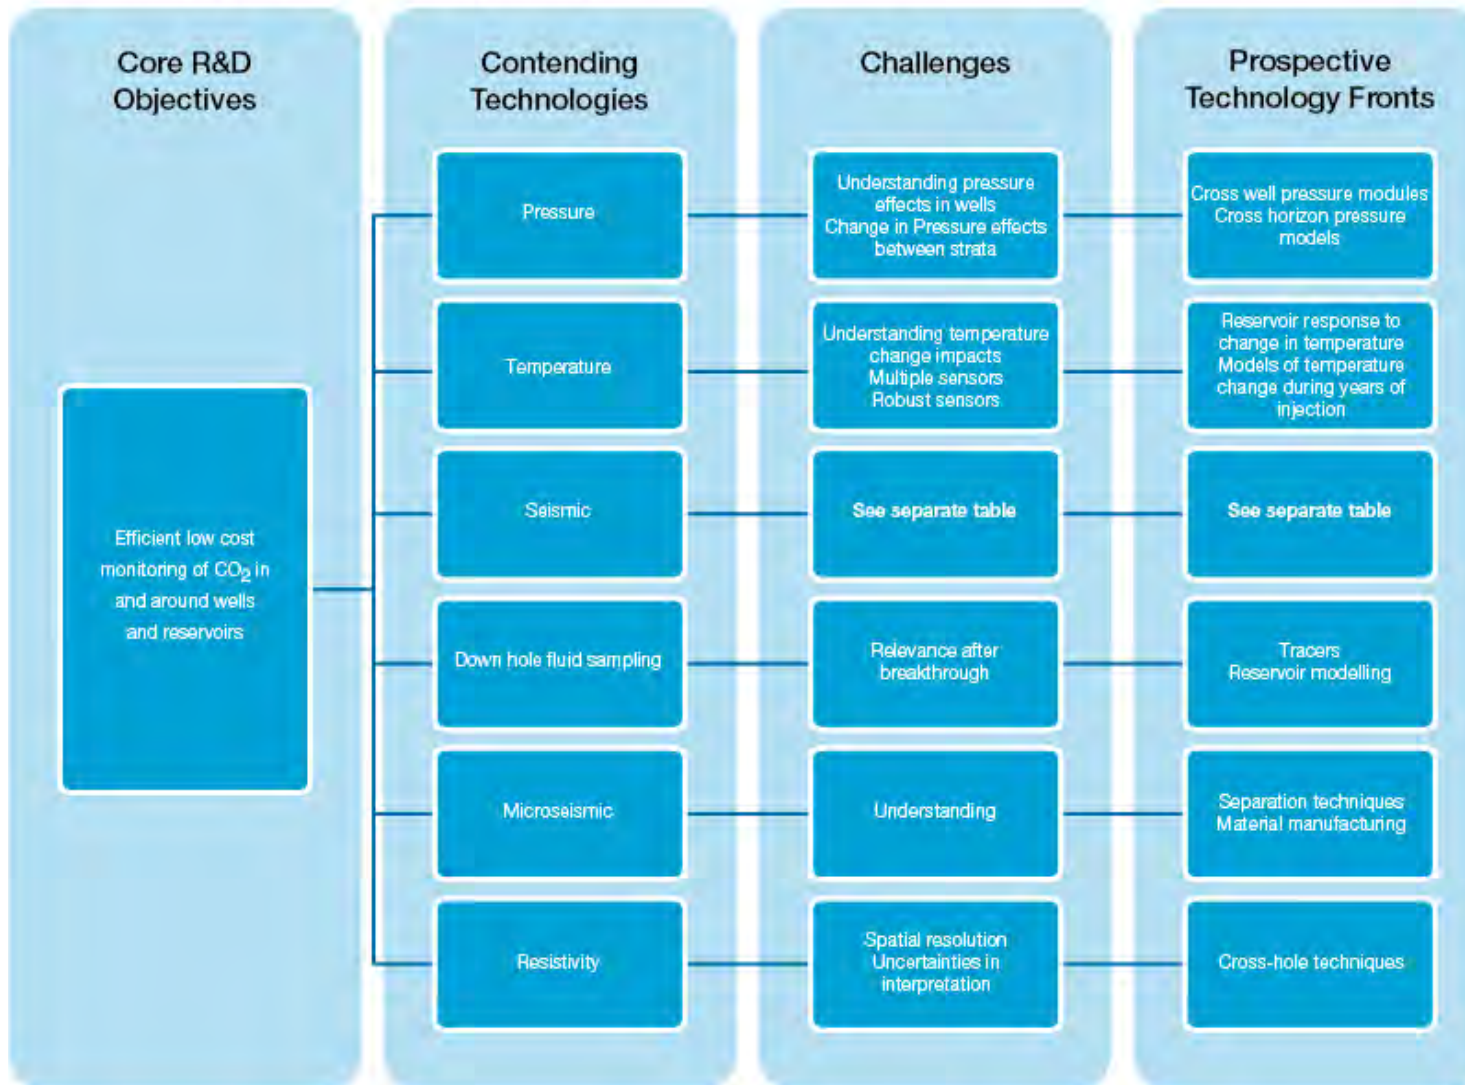 Core R&D
Objectives
Contending
Technologies
Challenges
Prospective
Technology Fronts
Efficient low cost
monitoring of CO2 in
and around wells
and reservoirs
Pressure
Understanding pressure
effects in wells
Change in Pressure effects
between strata
Cross well pressure modules
Cross horizon pressure
models
Temperature
Understanding temperature
change impacts
Multiple sensors
Robust sensors
Reservoir response to
change in temperature
Models of temperature
change during years of
injection
Seismic
See separate table
See separate table
Down hole fluid sampling
Relevance after
breakthrough
Tracers
Reservoir modelling
Microseismic
Understanding
Separation techniques
Material manufacturing
Resistivity
Spatial resolution
Uncertainties in
interpretation
Cross-hole techniques